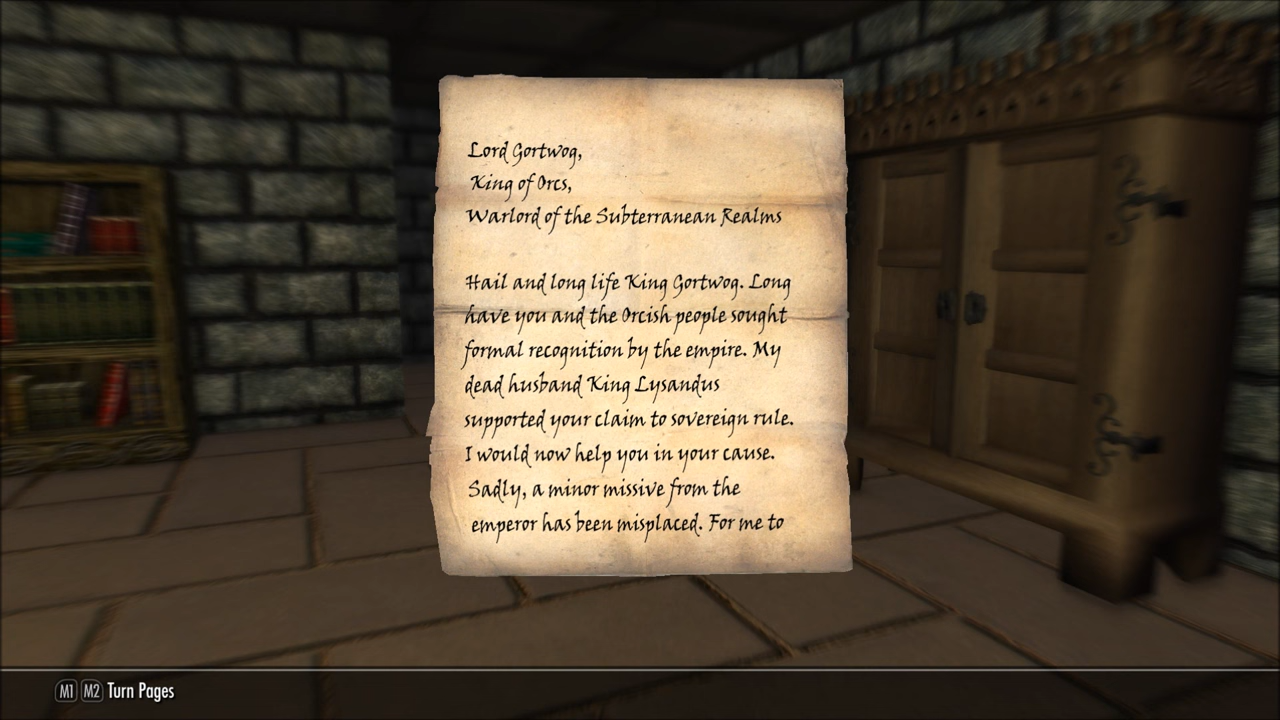 Lord Gortwog,
King of Orcs,
Warlord of the Subterranean Realms
Hail and long life King Gortwog. Long
have you and the Orcish people sought
formal recognition by the empire. My
dead husband King Lysandus
supported your claim to sovereign rule.
I would now help you in your cause.
Sadly, a minor missive from the
emperor has been misplaced. For me to
M1 M2 Turn Pages